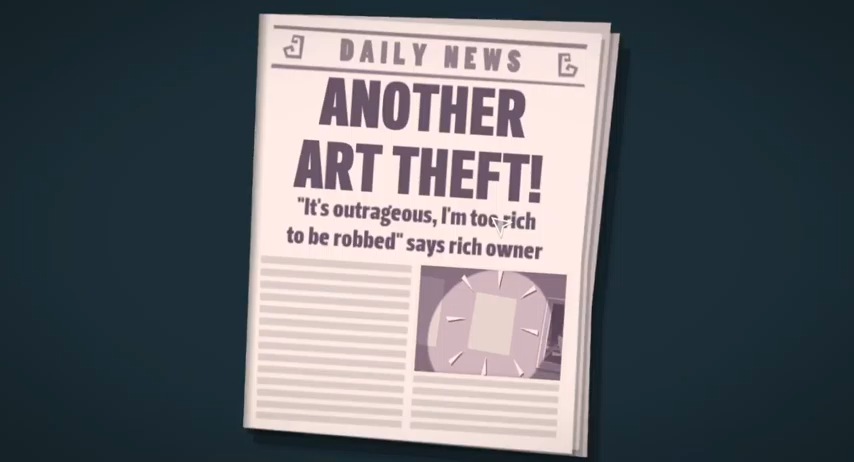 DAILY NEWS
ANOTHER
ART THEFT!
"It's outrageous, I'm too rich
to be robbed" says rich owner